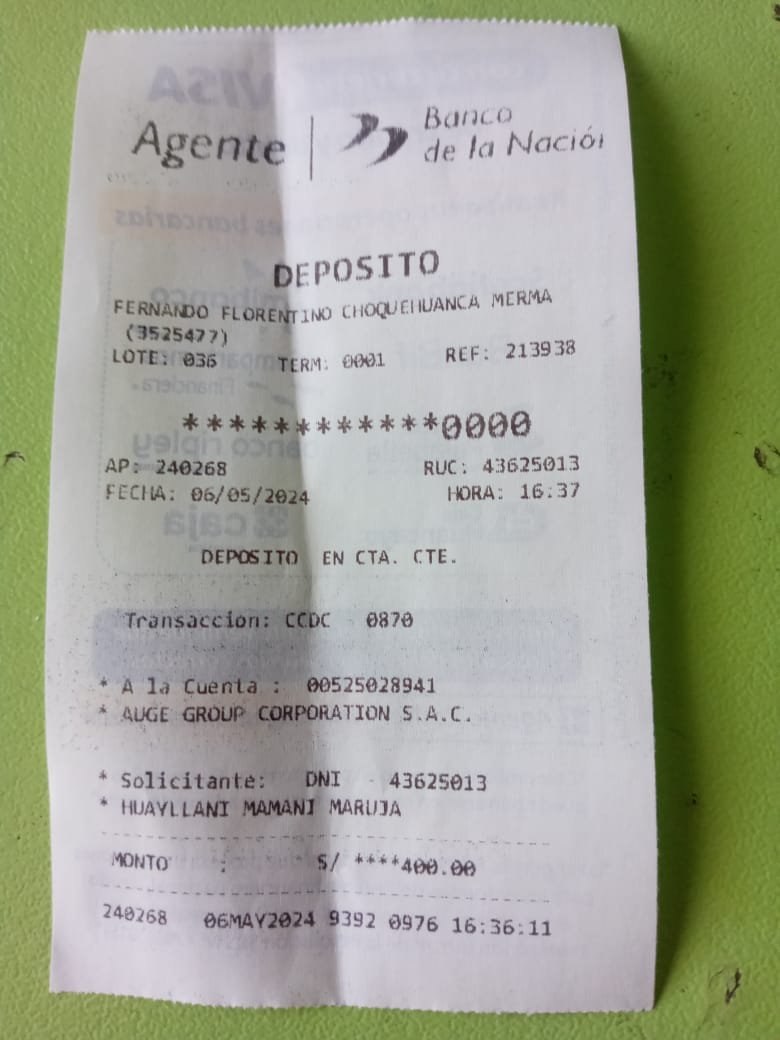 Agente | Banco
de la Nación
DEPOSITO
FERNANDO FLORENTINO CHOQUEHUANCA MERMA
(3525477)
LOTE: 036 TERM: 0001 REF: 213938
************0000
AP: 240268 RUC: 43625013
FECHA: 06/05/2024 HORA: 16:37
DEPOSITO EN CTA. CTE.
Transaccion: CCDC 0870
* A la Cuenta : 00525028941
* AUGE GROUP CORPORATION S.A.C.
* Solicitante: DNI - 43625013
* HUAYLLANI MAMANI MARUJA
MONTO : S/ ****400.00
240268 06MAY2024 9392 0976 16:36:11